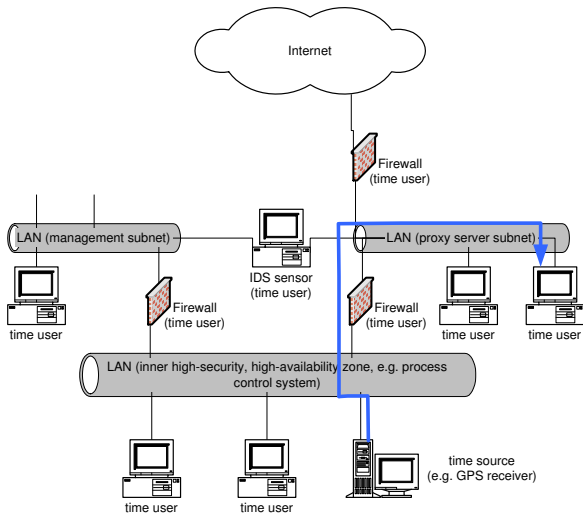 Internet
Firewall
(time user)
LAN (management subnet)
IDS sensor
(time user)
LAN (proxy server subnet)
time user
Firewall
(time user)
Firewall
(time user)
time user
time user
LAN (inner high-security, high-availability zone, e.g. process
control system)
time source
(e.g. GPS receiver)
time user
time user